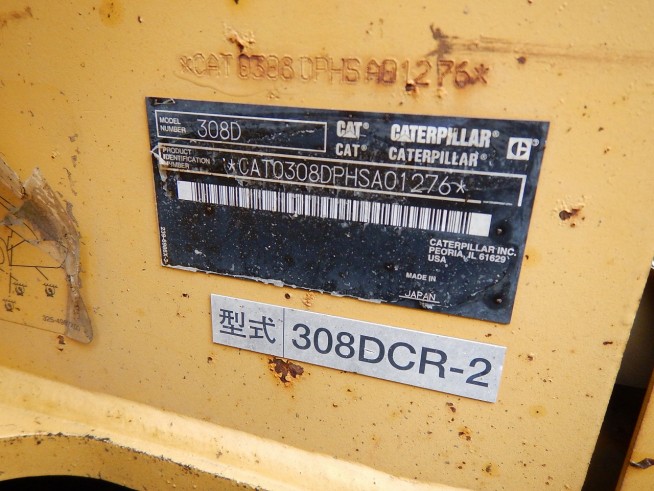 *CAT0308DPHSA01276*
MODEL NUMBER 308D
CAT® CATERPILLAR®
CAT® CATERPILLAR®
PRODUCT IDENTIFICATION NUMBER *CAT0308DPHSA01276*
CATERPILLAR INC.
PEORIA, IL 61629
USA
MADE IN
JAPAN
型式 308DCR-2